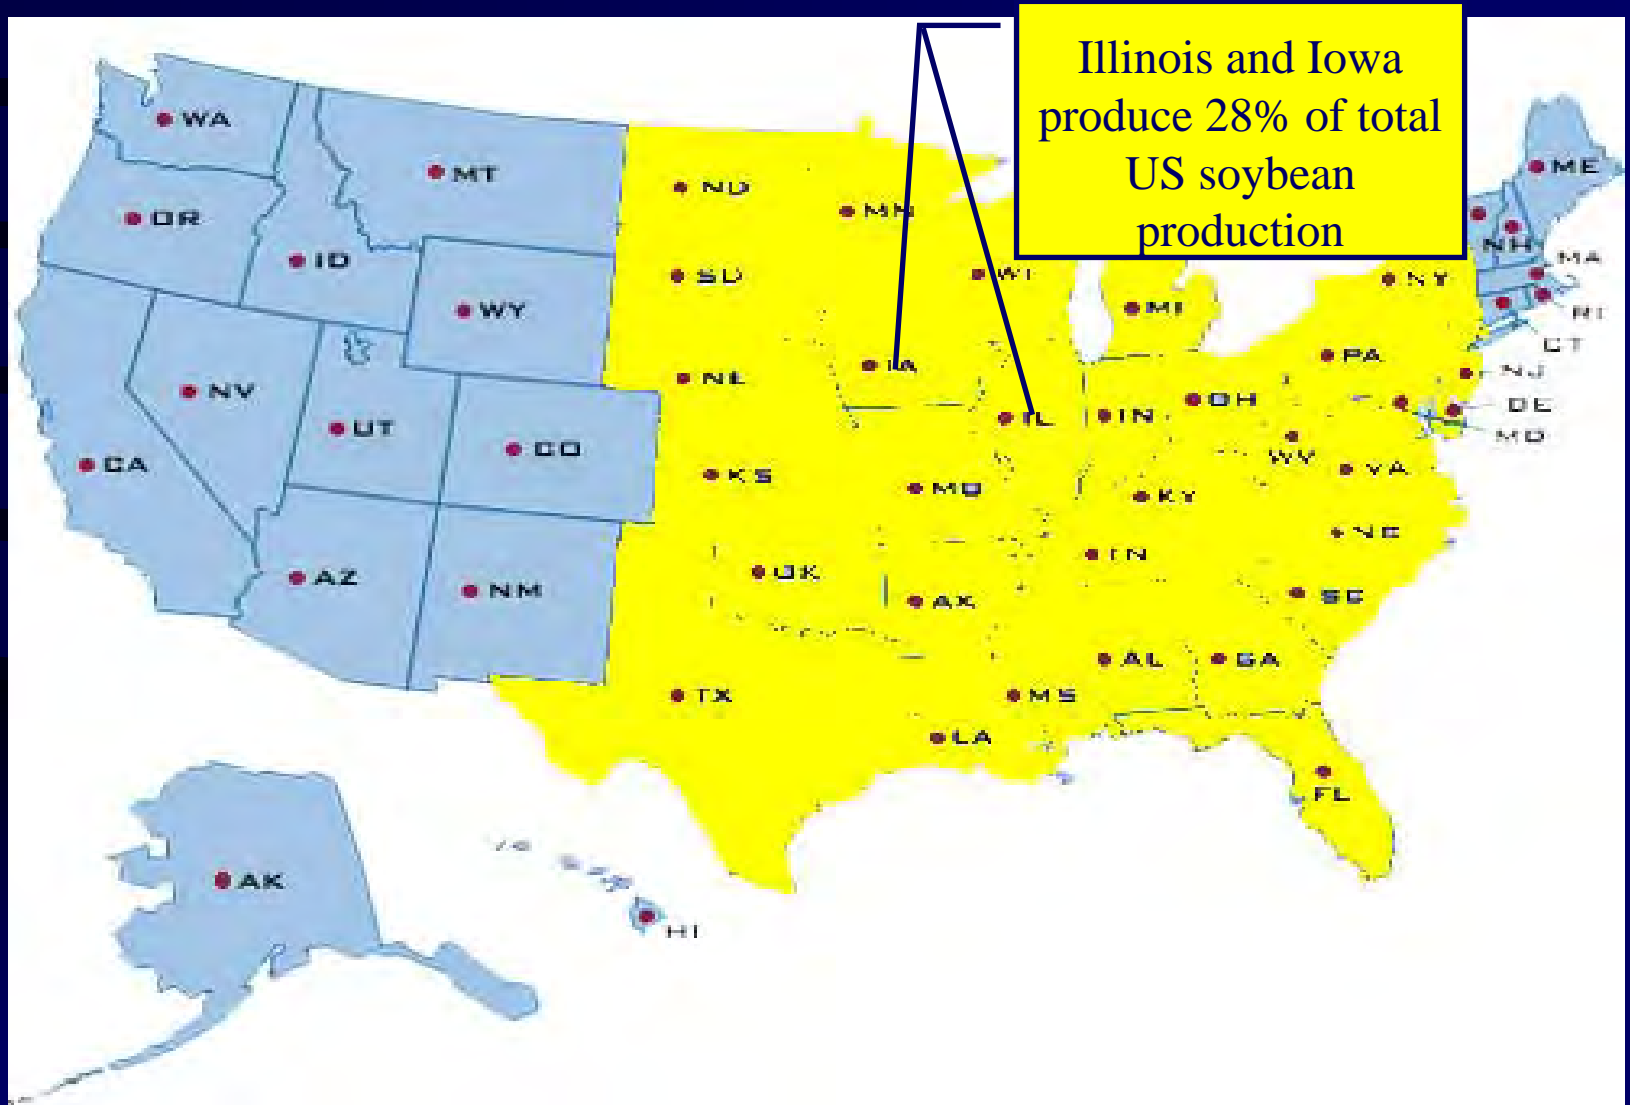 Illinois and Iowa
produce 28% of total
US soybean
production
WA
MT
ND
MN
ME
OR
ID
SD
WI
NH
MA
WY
MI
NY
RI
CT
NV
NE
IA
PA
NJ
UT
CO
IL
IN
OH
DE
MD
CA
KS
MO
KY
WV
VA
NC
AZ
NM
OK
TN
SC
AL
GA
TX
MS
LA
FL
AK
HI